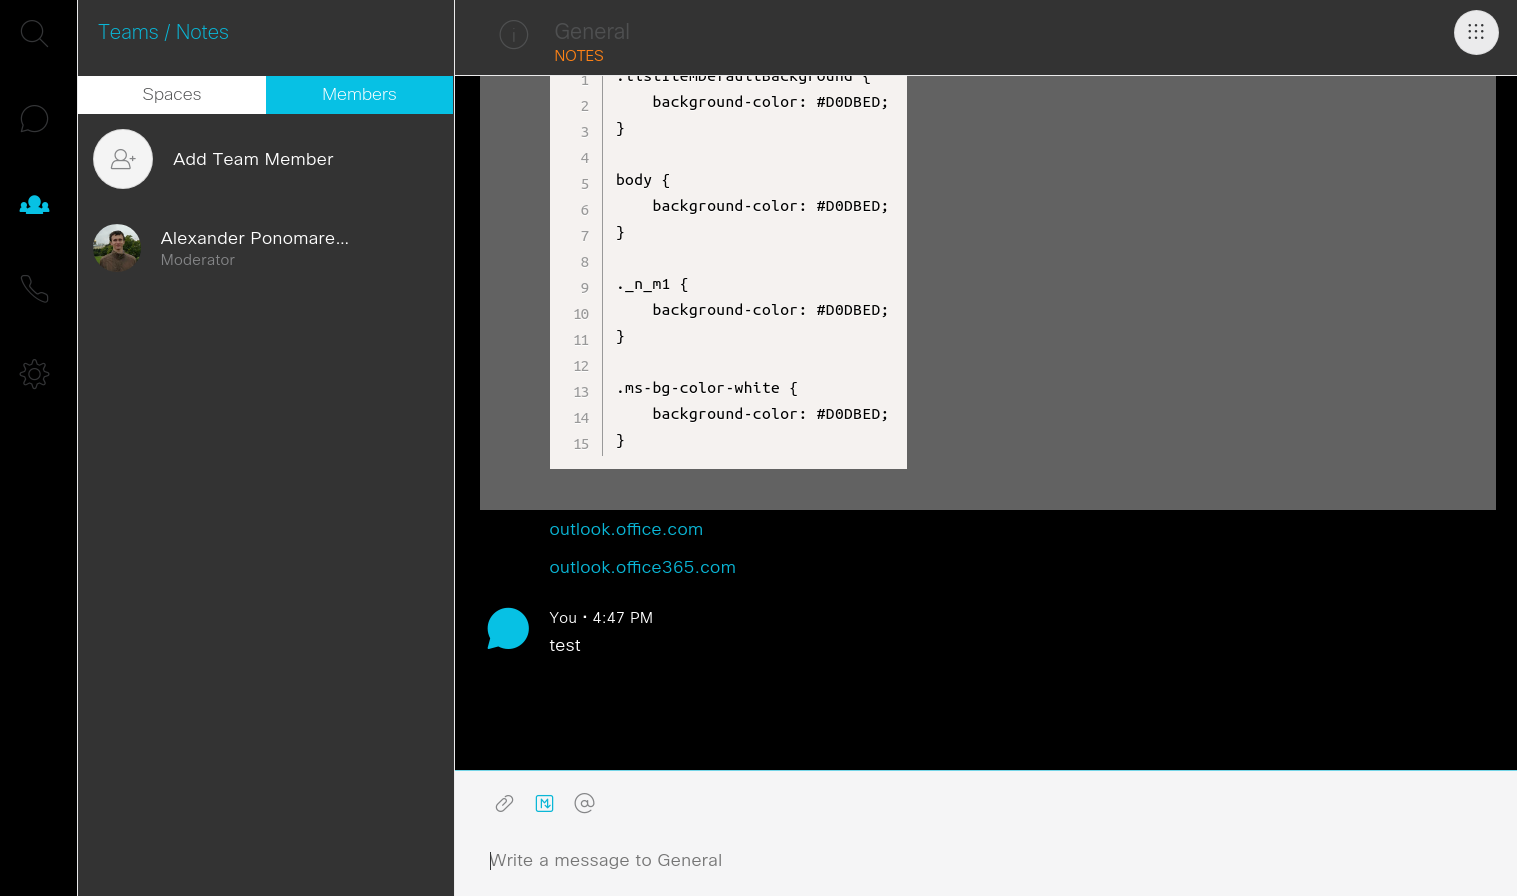 Teams / Notes
Spaces
Members
Add Team Member
Alexander Ponomare...
Moderator
General
NOTES
1 .listItemDefaultBackground {
2     background-color: #D0DBED;
3 }
4
5 body {
6     background-color: #D0DBED;
7 }
8
9 ._n_m1 {
10     background-color: #D0DBED;
11 }
12
13 .ms-bg-color-white {
14     background-color: #D0DBED;
15 }
outlook.office.com
outlook.office365.com
You • 4:47 PM
test
Write a message to General